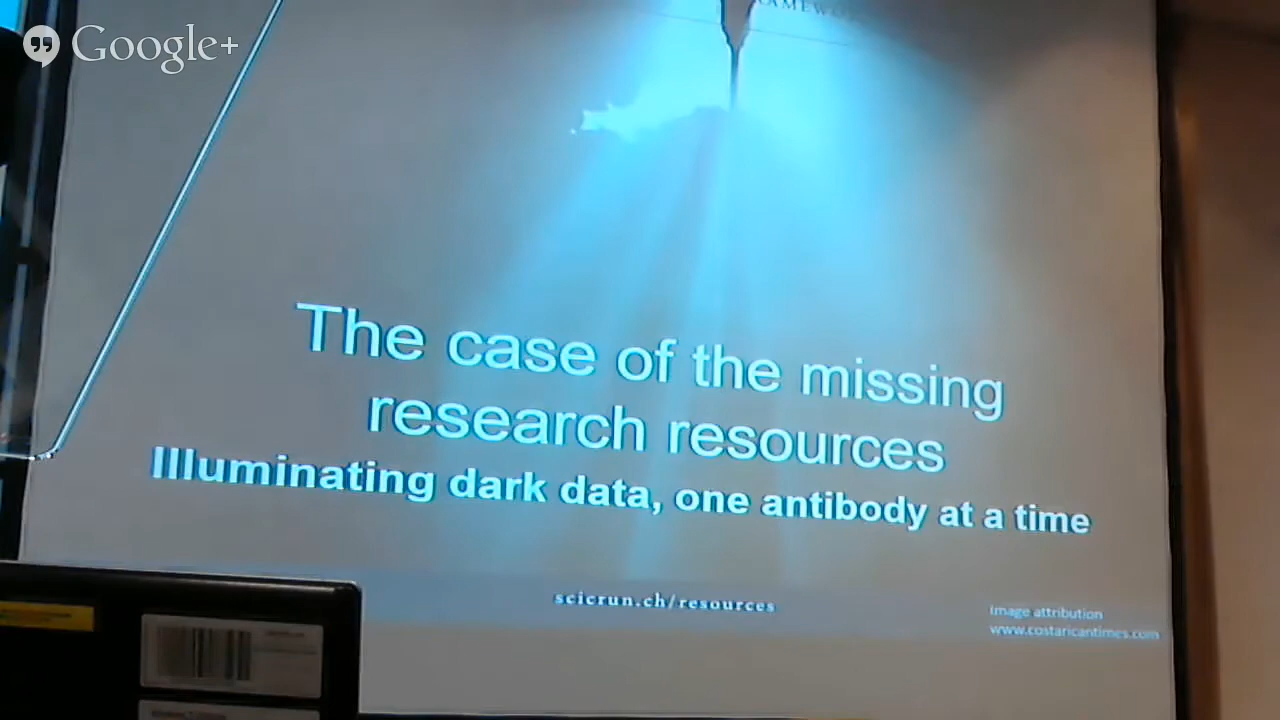 Google+
The case of the missing
research resources
Illuminating dark data, one antibody at a time
scicrun.ch/resources
Image attribution
www.costaricantimes.com